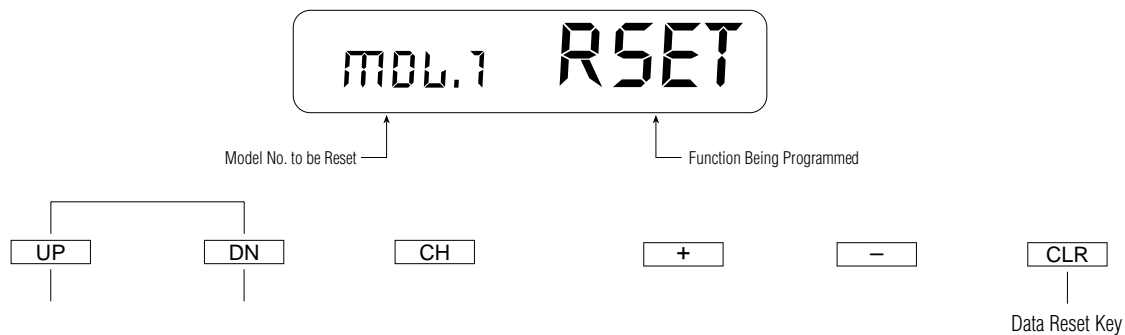 MDL.1 RSET
Model No. to be Reset Function Being Programmed
UP DN CH + – CLR
Data Reset Key